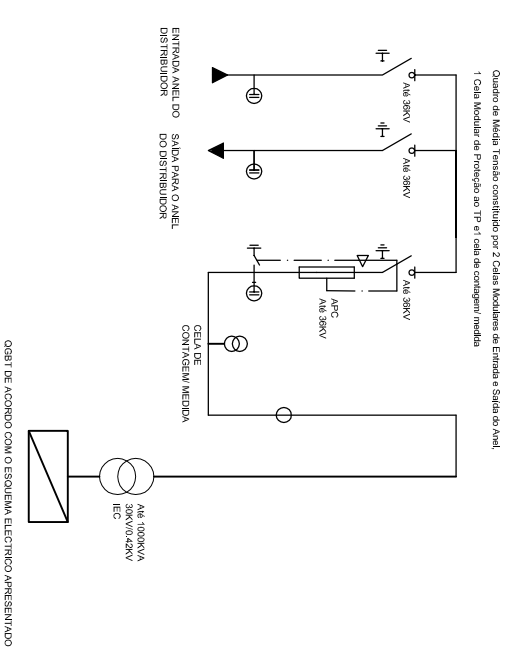 Quadro de Média Tensão constituido por 2 Celas Modulares de Entrada e Saída do Anel,
1 Cela Modular de Proteção ao TP e1 cela de contagem/ medida
Até 36KV
Até 36KV
Até 36KV
APC
Até 36KV
ENTRADA ANEL DO
DISTRIBUIDOR
SAIDA PARA O ANEL
DO DISTRIBUIDOR
CELA DE
CONTAGEM/ MEDIDA
Até 1000KVA
30KV/0.42KV
IEC
QGBT DE ACORDO COM O ESQUEMA ELECTRICO APRESENTADO